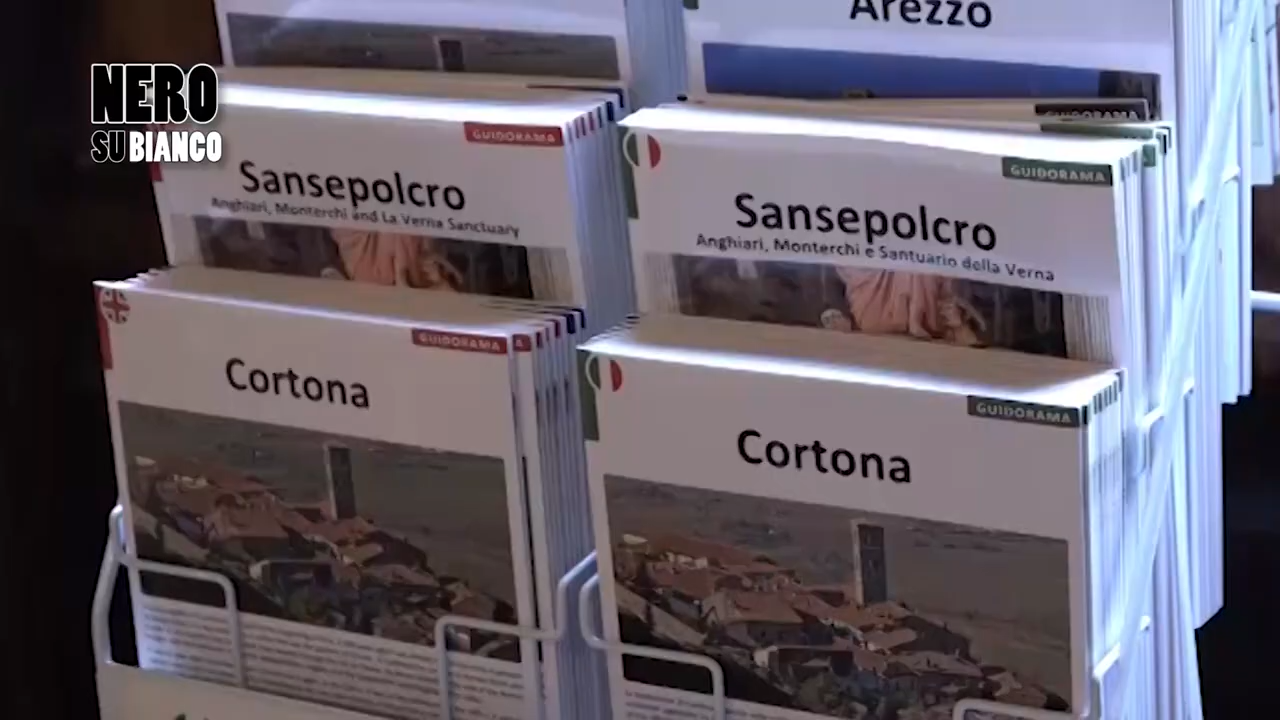 NERO
SU BIANCO
Arezzo
GUIDORAMA
GUIDORAMA
Sansepolcro
Anghiari, Monterchi and La Verna Sanctuary
GUIDORAMA
Sansepolcro
Anghiari, Monterchi e Santuario della Verna
GUIDORAMA
Cortona
GUIDORAMA
Cortona